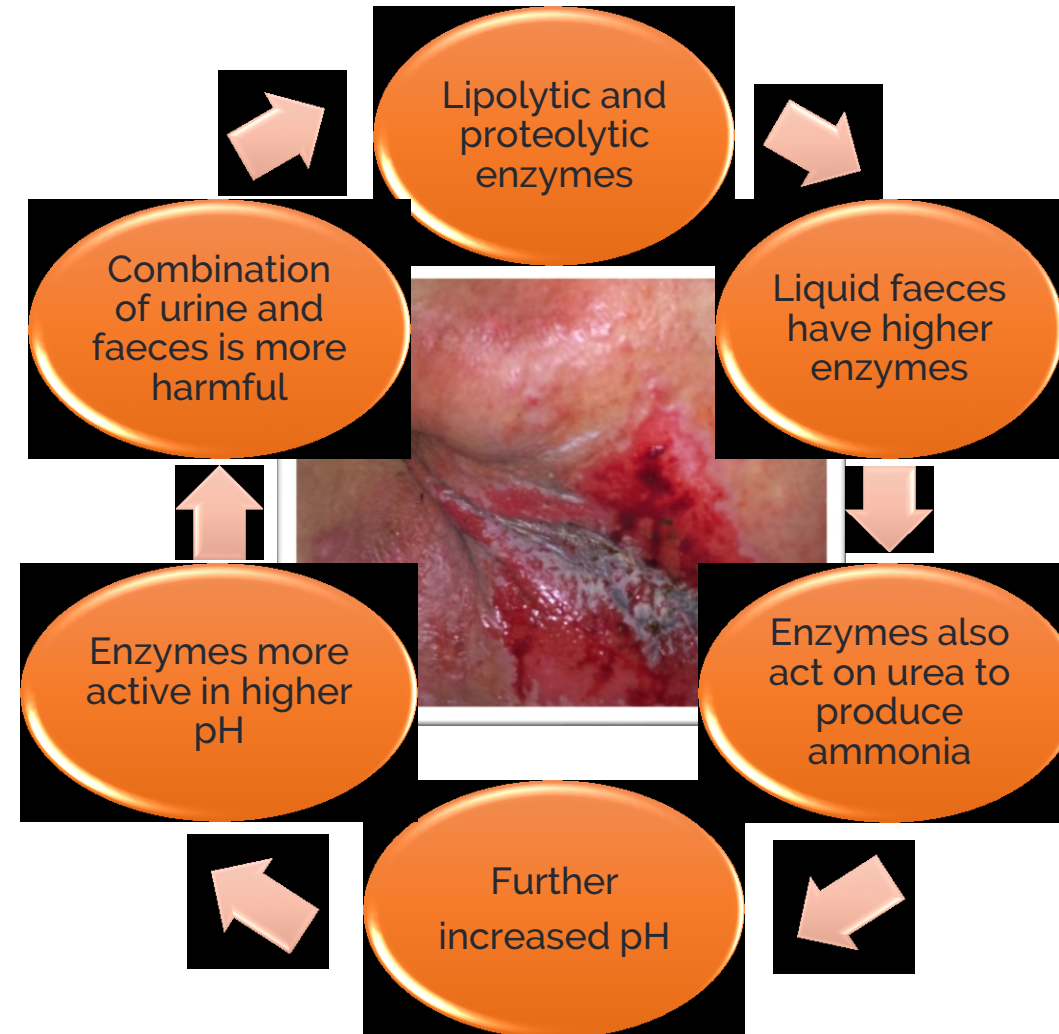 Lipolytic and
proteolytic
enzymes
Liquid faeces
have higher
enzymes
Enzymes also
act on urea to
produce
ammonia
Further
increased pH
Enzymes more
active in higher
pH
Combination
of urine and
faeces is more
harmful